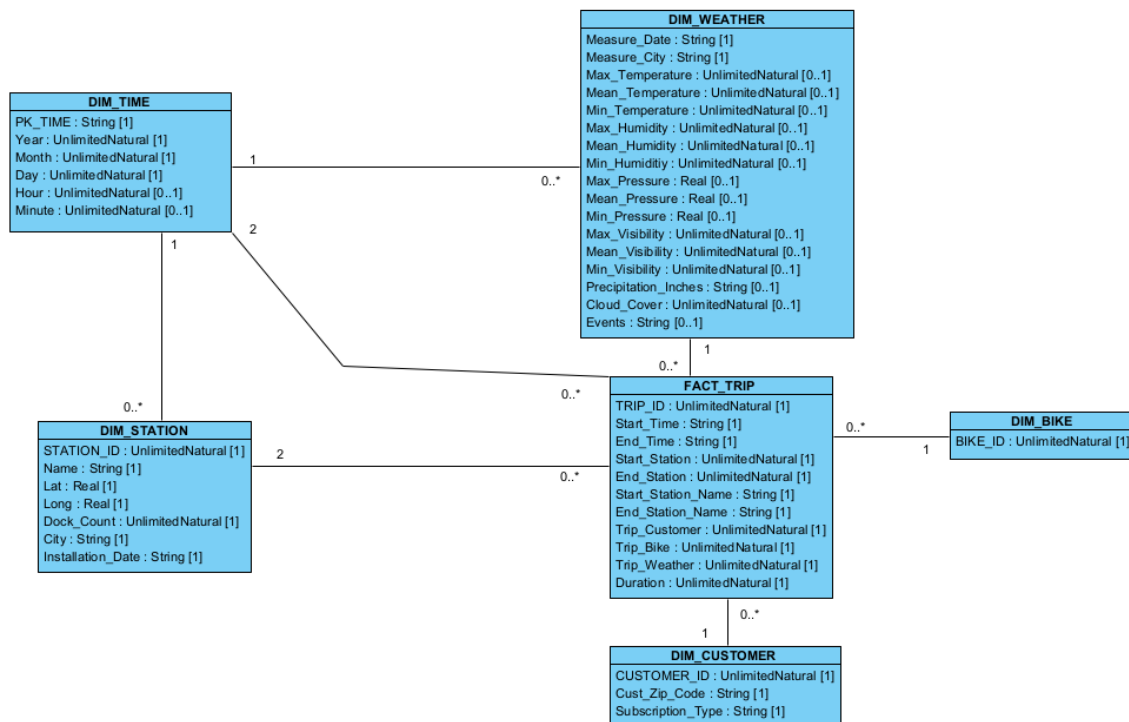 DIM_WEATHER
Measure_Date : String [1]
Measure_City : String [1]
Max_Temperature : UnlimitedNatural [0..1]
Mean_Temperature : UnlimitedNatural [0..1]
Min_Temperature : UnlimitedNatural [0..1]
Max_Humidity : UnlimitedNatural [0..1]
Mean_Humidity : UnlimitedNatural [0..1]
Min_Humiditiy : UnlimitedNatural [0..1]
Max_Pressure : Real [0..1]
Mean_Pressure : Real [0..1]
Min_Pressure : Real [0..1]
Max_Visibility : UnlimitedNatural [0..1]
Mean_Visibility : UnlimitedNatural [0..1]
Min_Visibility : UnlimitedNatural [0..1]
Precipitation_Inches : String [0..1]
Cloud_Cover : UnlimitedNatural [0..1]
Events : String [0..1]
DIM_TIME
PK_TIME : String [1]
Year : UnlimitedNatural [1]
Month : UnlimitedNatural [1]
Day : UnlimitedNatural [1]
Hour : UnlimitedNatural [0..1]
Minute : UnlimitedNatural [0..1]
1
0..*
1
2
1
0..*
0..*
0..*
DIM_STATION
STATION_ID : UnlimitedNatural [1]
Name : String [1]
Lat : Real [1]
Long : Real [1]
Dock_Count : UnlimitedNatural [1]
City : String [1]
Installation_Date : String [1]
2
0..*
FACT_TRIP
TRIP_ID : UnlimitedNatural [1]
Start_Time : String [1]
End_Time : String [1]
Start_Station : UnlimitedNatural [1]
End_Station : UnlimitedNatural [1]
Start_Station_Name : String [1]
End_Station_Name : String [1]
Trip_Customer : UnlimitedNatural [1]
Trip_Bike : UnlimitedNatural [1]
Trip_Weather : UnlimitedNatural [1]
Duration : UnlimitedNatural [1]
0..*
1
DIM_BIKE
BIKE_ID : UnlimitedNatural [1]
0..*
1
DIM_CUSTOMER
CUSTOMER_ID : UnlimitedNatural [1]
Cust_Zip_Code : String [1]
Subscription_Type : String [1]